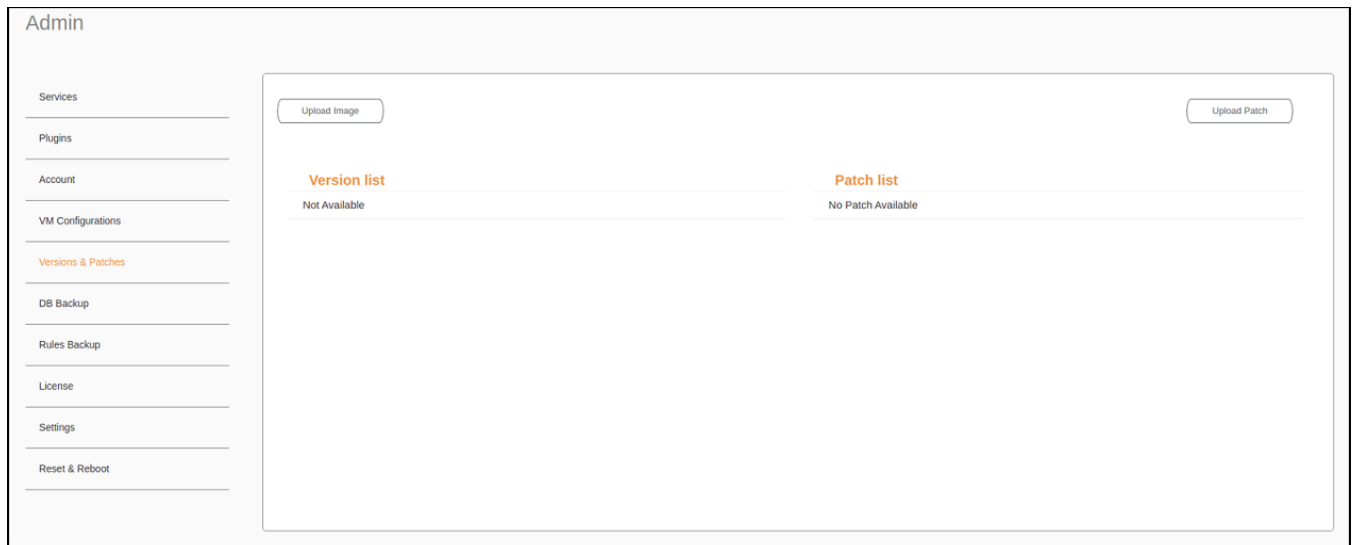 Admin
Services
Plugins
Account
VM Configurations
Versions & Patches
DB Backup
Rules Backup
License
Settings
Reset & Reboot
Upload Image
Upload Patch
Version list
Not Available
Patch list
No Patch Available